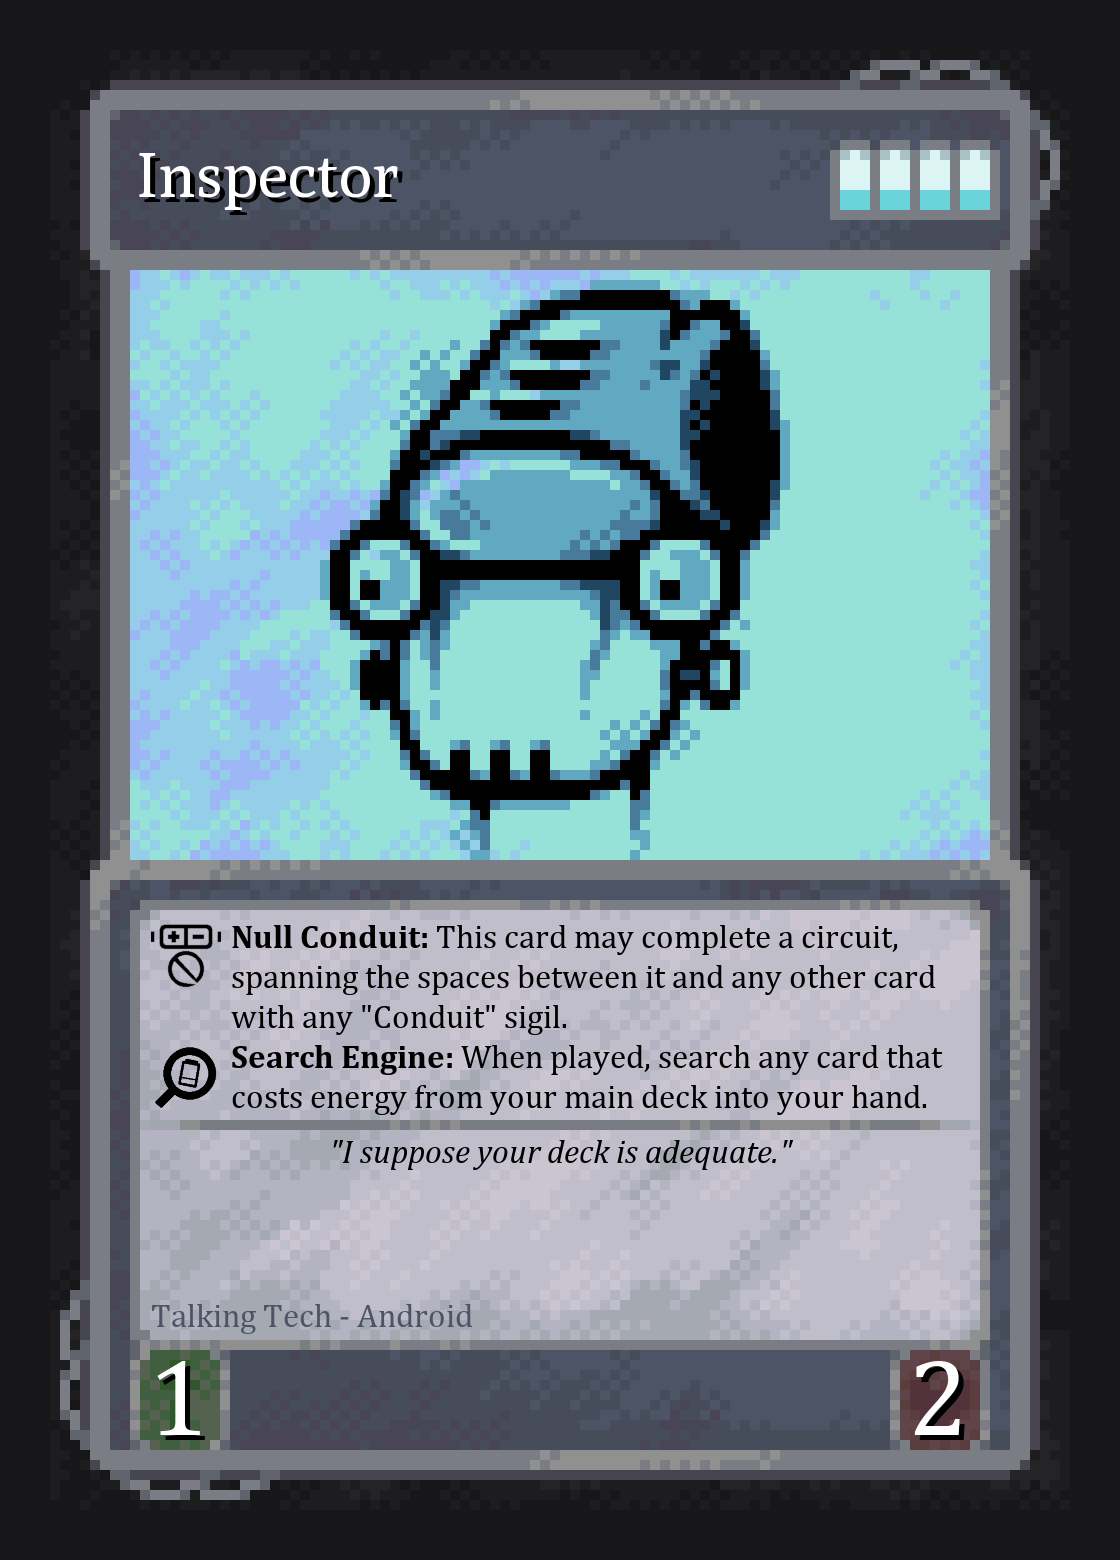 Inspector
Null Conduit: This card may complete a circuit,
spanning the spaces between it and any other card
with any "Conduit" sigil.
Search Engine: When played, search any card that
costs energy from your main deck into your hand.
"I suppose your deck is adequate."
Talking Tech - Android
1
2